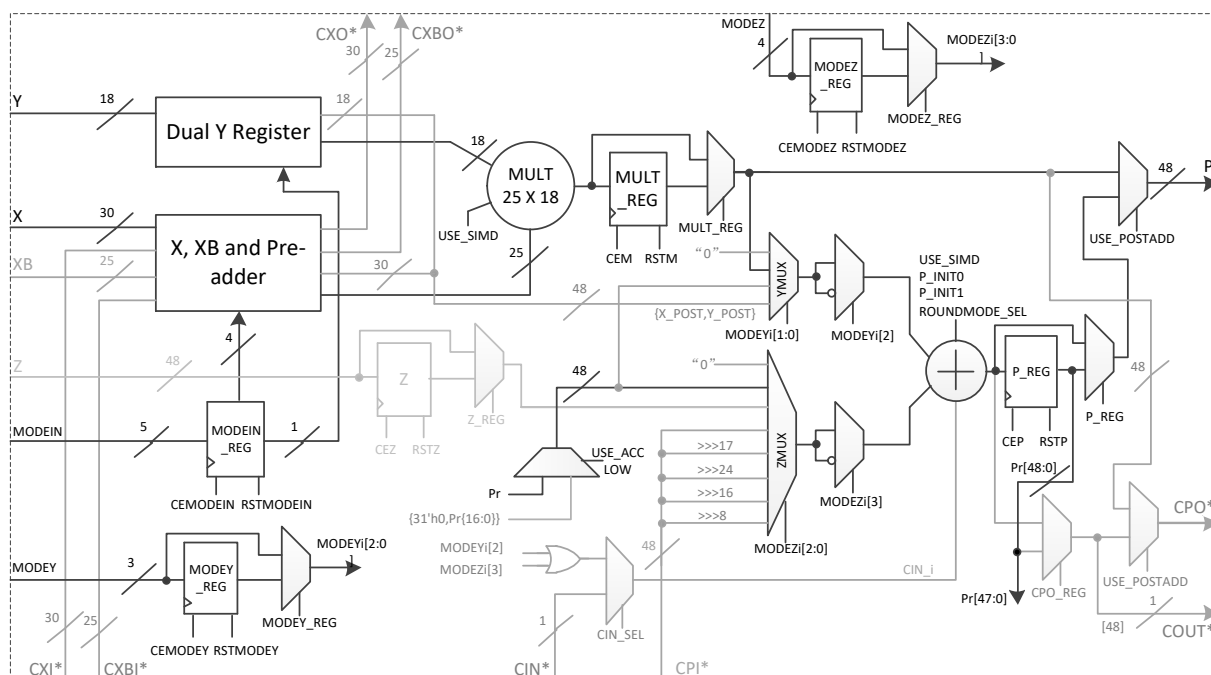 CXO*
CXBO*
30
25
MODEZ
4
MODEZ
_REG
MODEZi[3:0
]
MODEZ_REG
CEMODEZ RSTMODEZ
Y
18
Dual Y Register
18
18
MULT
25 X 18
USE_SIMD
MULT
_REG
CEM
RSTM
MULT_REG
48
P
USE_POSTADD
X
30
XB
25
X, XB and Pre-
adder
25
30
48
{X_POST,Y_POST}
"0"
YMUX
MODEYi[1:0]
MODEYi[2]
USE_SIMD
P_INIT0
P_INIT1
ROUNDMODE_SEL
4
Z
48
Z
CEZ
RSTZ
Z_REG
48
"0"
>>>17
>>>24
>>>16
>>>8
ZMUX
MODEZi[2:0]
MODEZi[3]
P_REG
CEP
RSTP
P_REG
48
MODEIN
5
MODEIN
_REG
1
CEMODEIN RSTMODEIN
USE_ACC
LOW
Pr
{31'h0,Pr{16:0}}
Pr[48:0]
Pr[47:0]
CPO_REG
USE_POSTADD
CPO*
MODEY
3
MODEY
_REG
MODEYi[2:0
]
MODEY_REG
CEMODEY RSTMODEY
MODEYi[2]
MODEZi[3]
48
CIN_i
1
CIN_SEL
[48]
1
COUT*
30
25
CXI*
CXBI*
CIN*
CPI*